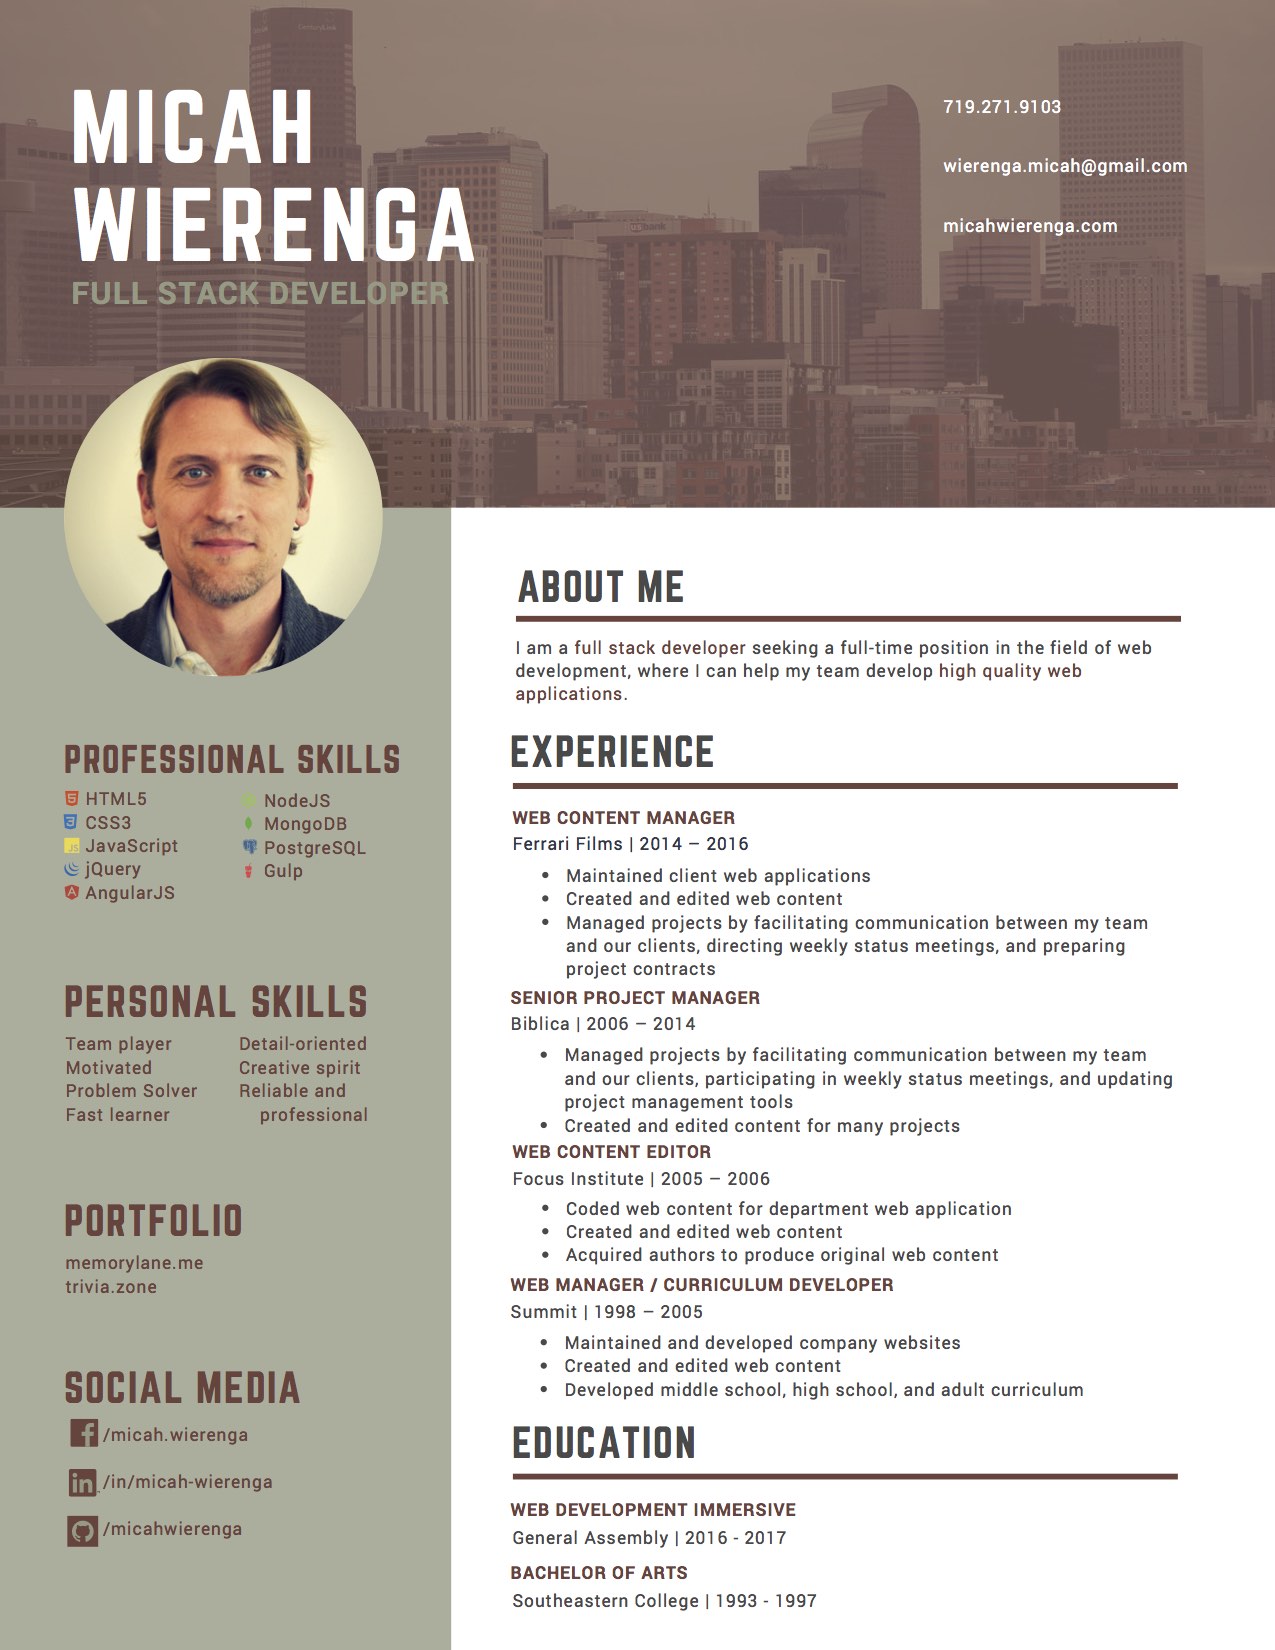 MICAH
WIERENGA
FULL STACK DEVELOPER
719.271.9103
wierenga.micah@gmail.com
micahwierenga.com
CenturyLink
usbank
PROFESSIONAL SKILLS
HTML5
CSS3
JavaScript
jQuery
AngularJS
NodeJS
MongoDB
PostgreSQL
Gulp
PERSONAL SKILLS
Team player
Motivated
Problem Solver
Fast learner
Detail-oriented
Creative spirit
Reliable and
professional
PORTFOLIO
memorylane.me
trivia.zone
SOCIAL MEDIA
/micah.wierenga
in /in/micah-wierenga
/micahwierenga
ABOUT ME
I am a full stack developer seeking a full-time position in the field of web
development, where I can help my team develop high quality web
applications.
EXPERIENCE
WEB CONTENT MANAGER
Ferrari Films | 2014 – 2016
• Maintained client web applications
• Created and edited web content
• Managed projects by facilitating communication between my team
and our clients, directing weekly status meetings, and preparing
project contracts
SENIOR PROJECT MANAGER
Biblica | 2006 – 2014
• Managed projects by facilitating communication between my team
and our clients, participating in weekly status meetings, and updating
project management tools
• Created and edited content for many projects
WEB CONTENT EDITOR
Focus Institute | 2005 – 2006
• Coded web content for department web application
• Created and edited web content
• Acquired authors to produce original web content
WEB MANAGER / CURRICULUM DEVELOPER
Summit | 1998 – 2005
• Maintained and developed company websites
• Created and edited web content
• Developed middle school, high school, and adult curriculum
EDUCATION
WEB DEVELOPMENT IMMERSIVE
General Assembly | 2016 - 2017
BACHELOR OF ARTS
Southeastern College | 1993 - 1997